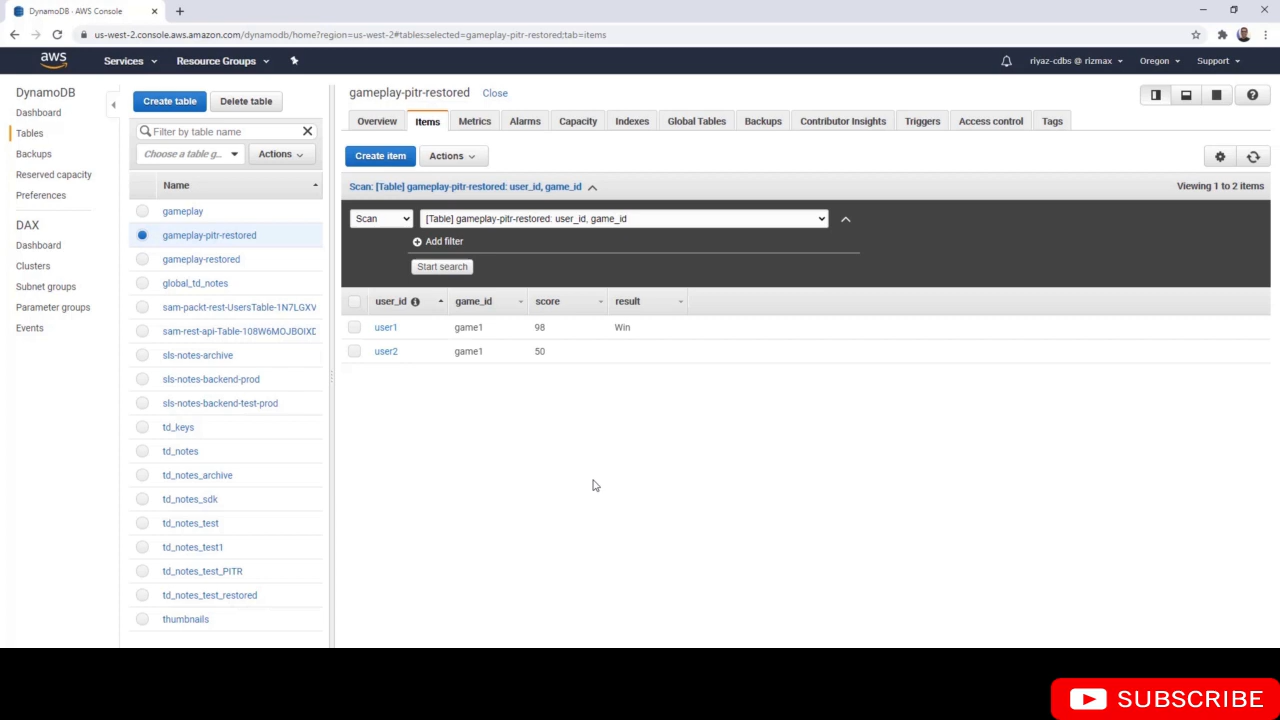 DynamoDB · AWS Console
us-west-2.console.aws.amazon.com/dynamodb/home?region=us-west-2#tables:selected=gameplay-pitr-restored;tab=items
aws
Services
Resource Groups
riyaz-cdbs @ rizmax
Oregon
Support
DynamoDB
Dashboard
Tables
Backups
Reserved capacity
Preferences
DAX
Dashboard
Clusters
Subnet groups
Parameter groups
Events
Create table
Delete table
Filter by table name
Choose a table g...
Actions
Name
gameplay
gameplay-pitr-restored
gameplay-restored
global_td_notes
sam-packt-rest-UsersTable-1N7LGXV
sam-rest-api-Table-108W6MOJBOIXD
sls-notes-archive
sls-notes-backend-prod
sls-notes-backend-test-prod
td_keys
td_notes
td_notes_archive
td_notes_sdk
td_notes_test
td_notes_test1
td_notes_test_PITR
td_notes_test_restored
thumbnails
gameplay-pitr-restored Close
Overview Items Metrics Alarms Capacity Indexes Global Tables Backups Contributor Insights Triggers Access control Tags
Create item Actions
Scan: [Table] gameplay-pitr-restored: user_id, game_id
Viewing 1 to 2 items
Scan [Table] gameplay-pitr-restored: user_id, game_id
Add filter
Start search
user_id game_id score result
user1 game1 98 Win
user2 game1 50
SUBSCRIBE